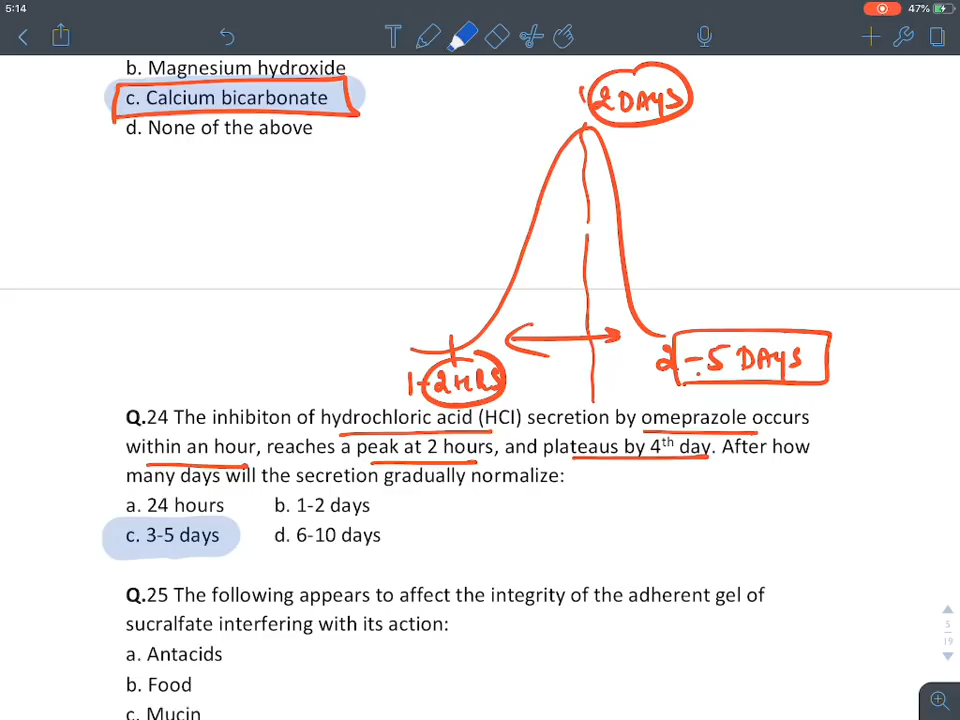 5:14
47%
b. Magnesium hydroxide
c. Calcium bicarbonate
d. None of the above
2 DAYS
1-2 HRS
2-5 DAYS
Q.24 The inhibiton of hydrochloric acid (HCI) secretion by omeprazole occurs
within an hour, reaches a peak at 2 hours, and plateaus by 4th day. After how
many days will the secretion gradually normalize:
a. 24 hours b. 1-2 days
c. 3-5 days d. 6-10 days
Q.25 The following appears to affect the integrity of the adherent gel of
sucralfate interfering with its action:
a. Antacids
b. Food
c. Mucin
5
19